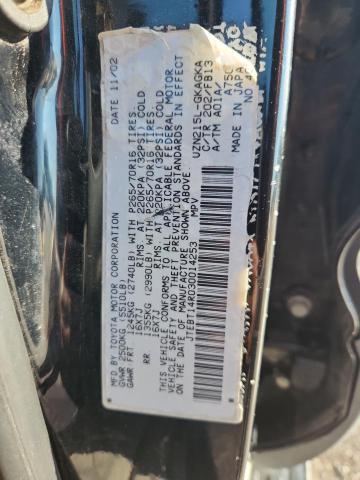 MFD BY TOYOTA MOTOR CORPORATION DATE 11/02
GVWR 2500KG (5510LB)
GAWR FRT 1245KG (2740LB) WITH P265/70R16 TIRES
16X7J RIMS, AT 220KPA (32PSI) COLD
RR 1355KG (2990LB) WITH P265/70R16 TIRES
16X7J RIMS, AT 220KPA (32PSI) COLD
THIS VEHICLE CONFORMS TO ALL APPLICABLE FEDERAL MOTOR
VEHICLE SAFETY AND THEFT PREVENTION STANDARDS IN EFFECT
ON THE DATE OF MANUFACTURE SHOWN ABOVE.
JTEBT14R030014253 MPV
UZN215L-GKAGKA
C/TR 202/FB13
A/TM A01A/ A750
MADE IN JAPAN